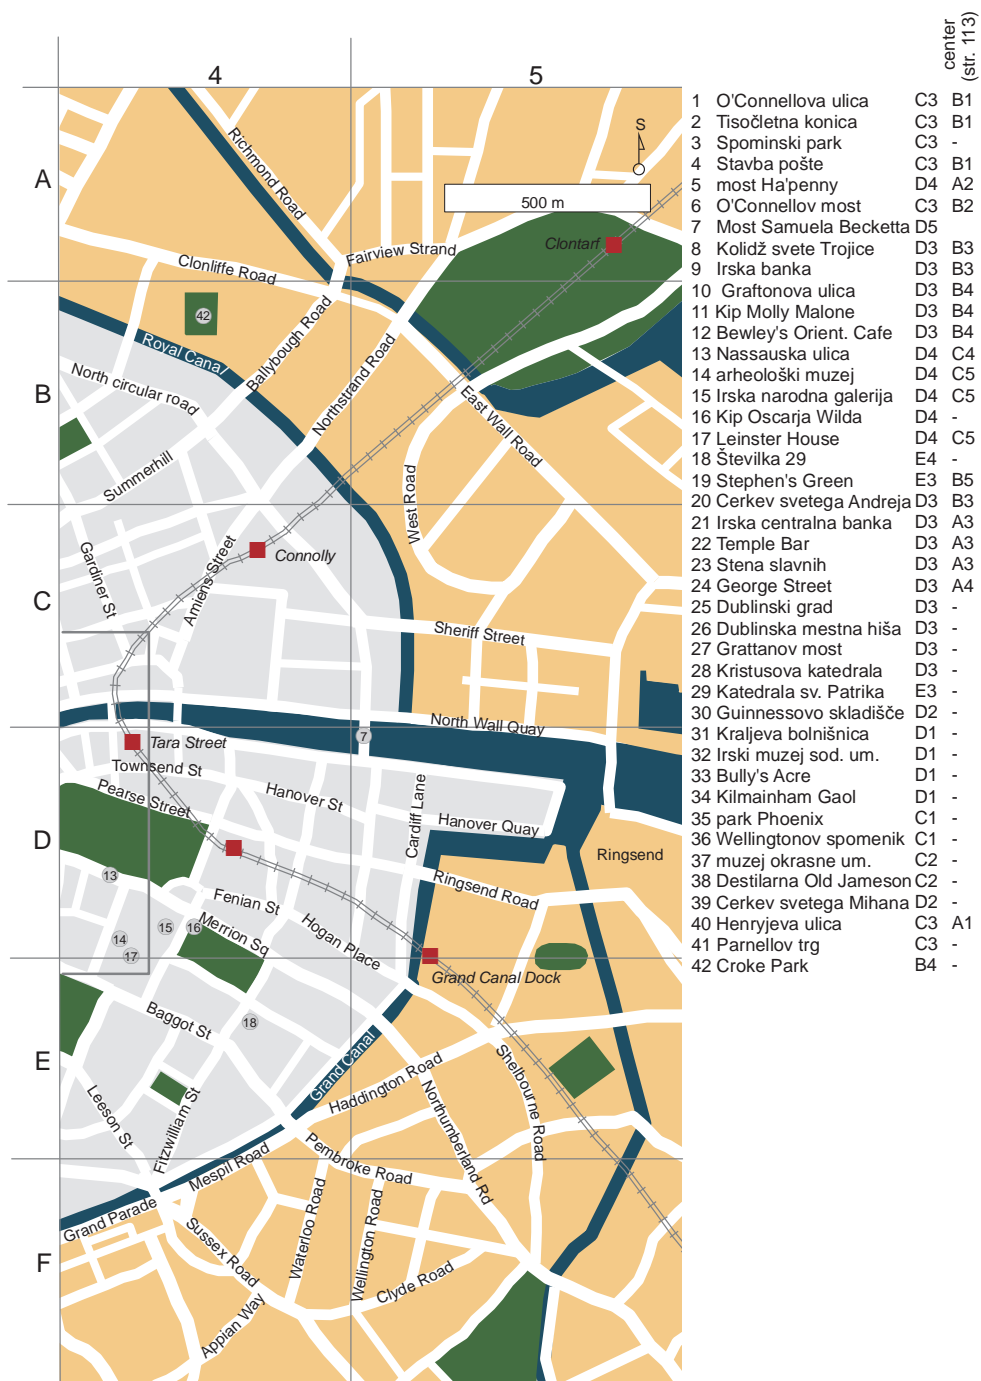 4
5
center
(str. 113)
A
B
C
D
E
F
S
500 m
Richmond Road
Clontarf
Fairview Strand
Clonliffe Road
42
Royal Canal
Ballybough Road
North circular road
Northstrand Road
East Wall Road
Summerhill
West Road
Gardiner St
Amiens Street
Connolly
Sheriff Street
North Wall Quay
7
Tara Street
Townsend St
Pearse Street
Hanover St
Cardiff Lane
Hanover Quay
Ringsend
13
Ringsend Road
Fenian St
Merrion Sq
Hogan Place
14
15
16
17
Grand Canal Dock
18
Baggot St
Grand Canal
Haddington Road
Shelbourne Road
Leeson St
Fitzwilliam St
Northumberland Rd
Mespil Road
Pembroke Road
Grand Parade
Sussex Road
Waterloo Road
Wellington Road
Clyde Road
Appian Way
1 O'Connellova ulica C3 B1
2 Tisočletna konica C3 B1
3 Spominski park C3 -
4 Stavba pošte C3 B1
5 most Ha'penny D4 A2
6 O'Connellov most C3 B2
7 Most Samuela Becketta D5
8 Kolidž svete Trojice D3 B3
9 Irska banka D3 B3
10 Graftonova ulica D3 B4
11 Kip Molly Malone D3 B4
12 Bewley's Orient. Cafe D3 B4
13 Nassauska ulica D4 C4
14 arheološki muzej D4 C5
15 Irska narodna galerija D4 C5
16 Kip Oscarja Wilda D4 -
17 Leinster House D4 C5
18 Številka 29 E4 -
19 Stephen's Green E3 B5
20 Cerkev svetega Andreja D3 B3
21 Irska centralna banka D3 A3
22 Temple Bar D3 A3
23 Stena slavnih D3 A3
24 George Street D3 A4
25 Dublinski grad D3 -
26 Dublinska mestna hiša D3 -
27 Grattanov most D3 -
28 Kristusova katedrala D3 -
29 Katedrala sv. Patrika E3 -
30 Guinnessovo skladišče D2 -
31 Kraljeva bolnišnica D1 -
32 Irski muzej sod. um. D1 -
33 Bully's Acre D1 -
34 Kilmainham Gaol D1 -
35 park Phoenix C1 -
36 Wellingtonov spomenik C1 -
37 muzej okrasne um. C2 -
38 Destilarna Old Jameson C2 -
39 Cerkev svetega Mihana D2 -
40 Henryjeva ulica C3 A1
41 Parnellov trg C3 -
42 Croke Park B4 -